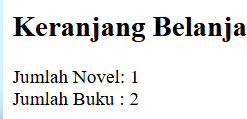 Keranjang Belanja
Jumlah Novel: 1
Jumlah Buku : 2